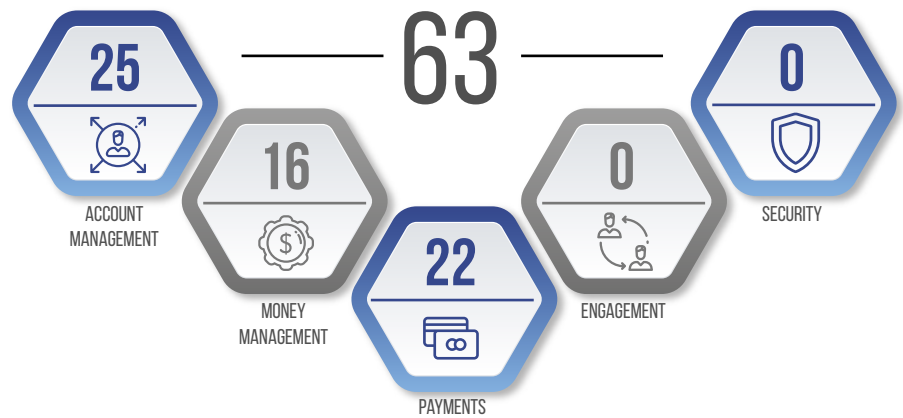 63
25
ACCOUNT
MANAGEMENT
16
$
MONEY
MANAGEMENT
22
PAYMENTS
0
ENGAGEMENT
0
SECURITY